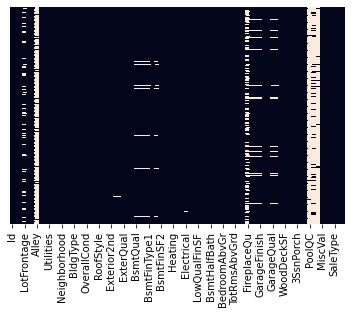 Id
LotFrontage
Alley
Utilities
Neighborhood
BldgType
OverallCond
RoofStyle
Exterior2nd
ExterQual
BsmtQual
BsmtFinType1
BsmtFinSF2
Heating
Electrical
LowQualFinSF
BsmtHalfBath
BedroomAbvGr
TotRmsAbvGrd
FireplaceQu
GarageFinish
GarageQual
WoodDeckSF
3SsnPorch
PoolQC
MiscVal
SaleType